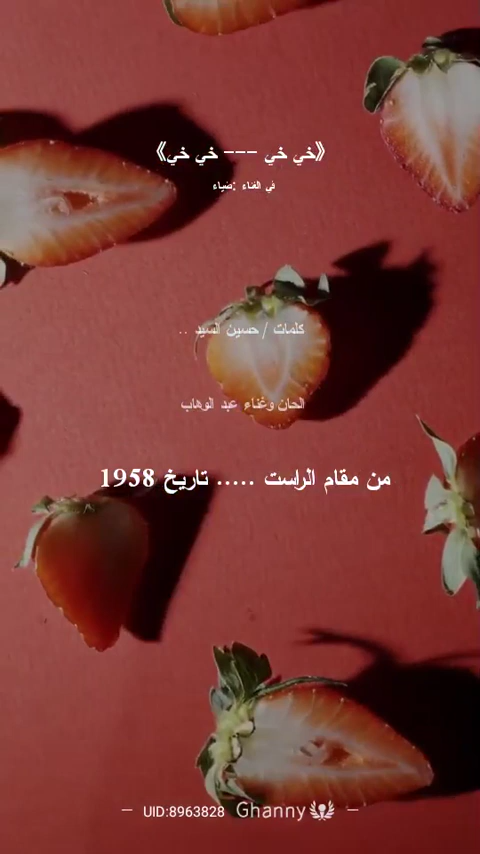 《خي خي --- خي خي》
في الغناء :ضياء
كلمات / حسين السيد ..
الحان وغناء عبد الوهاب
من مقام الراست ..... تاريخ 1958
— UID:8963828 Ghanny —